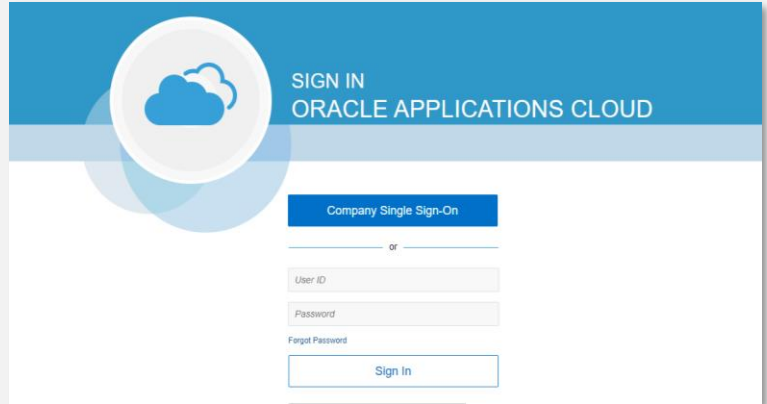 SIGN IN
ORACLE APPLICATIONS CLOUD
Company Single Sign-On
or
User ID
Password
Forgot Password
Sign In